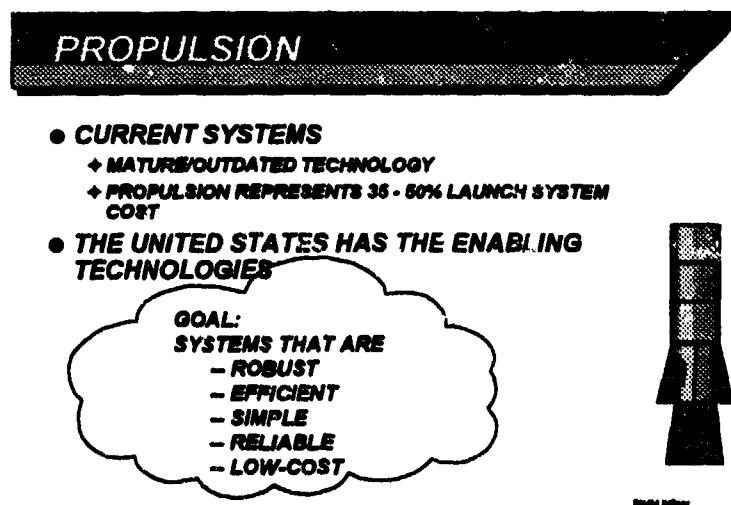 PROPULSION
● CURRENT SYSTEMS
+ MATURE/OUTDATED TECHNOLOGY
+ PROPULSION REPRESENTS 35 - 50% LAUNCH SYSTEM
COST
● THE UNITED STATES HAS THE ENABLING
TECHNOLOGIES
GOAL:
SYSTEMS THAT ARE
– ROBUST
– EFFICIENT
– SIMPLE
– RELIABLE
– LOW-COST